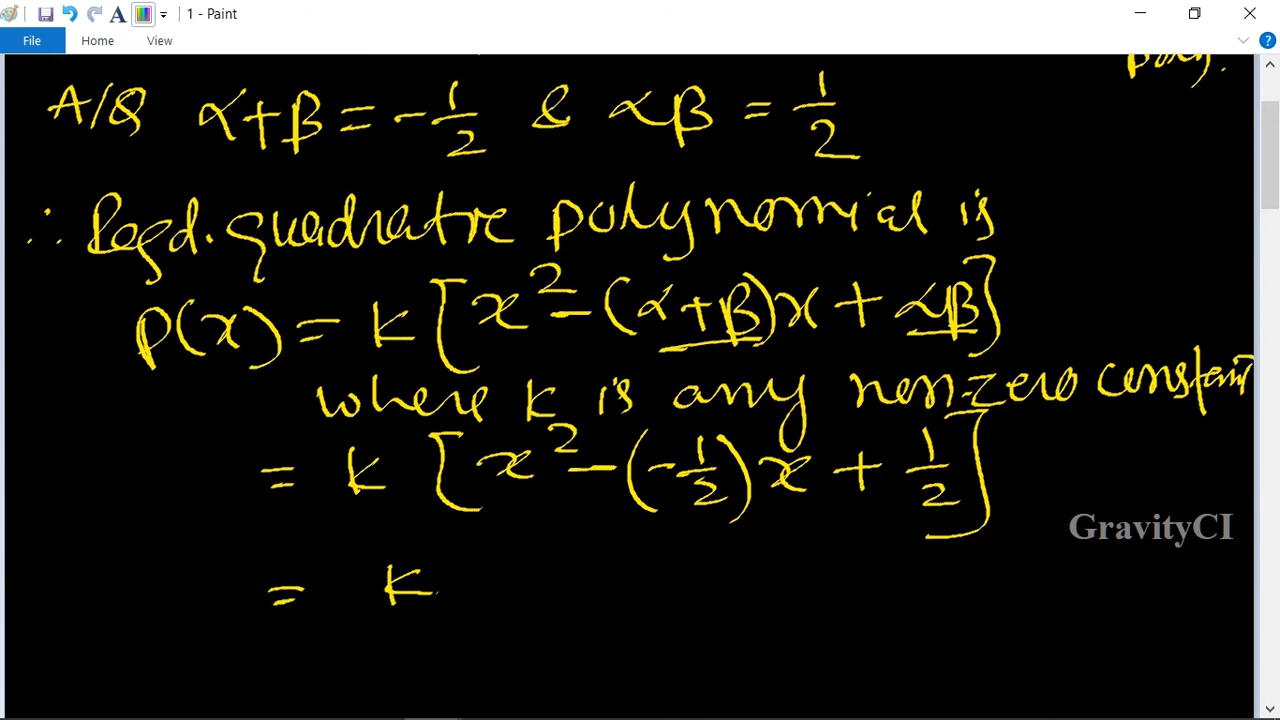 1 - Paint
File Home View
Poly.
A/Q α+β = -1/2 & αβ = 1/2
∴ Reqd. quadratic polynomial is
P(x) = K[x² - (α+β)x + αβ]
where K is any non-zero constant
= K[x² - (-1/2)x + 1/2]
GravityCI
= K